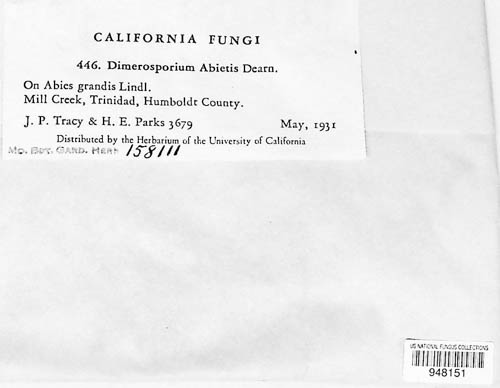 CALIFORNIA FUNGI
446. Dimerosporium Abietis Dearn.
On Abies grandis Lindl.
Mill Creek, Trinidad, Humboldt County.
J. P. Tracy & H. E. Parks 3679 May, 1931
Distributed by the Herbarium of the University of California
MO. BOT. GARD. HERB. 158111
US NATIONAL FUNGUS COLLECTIONS
948151